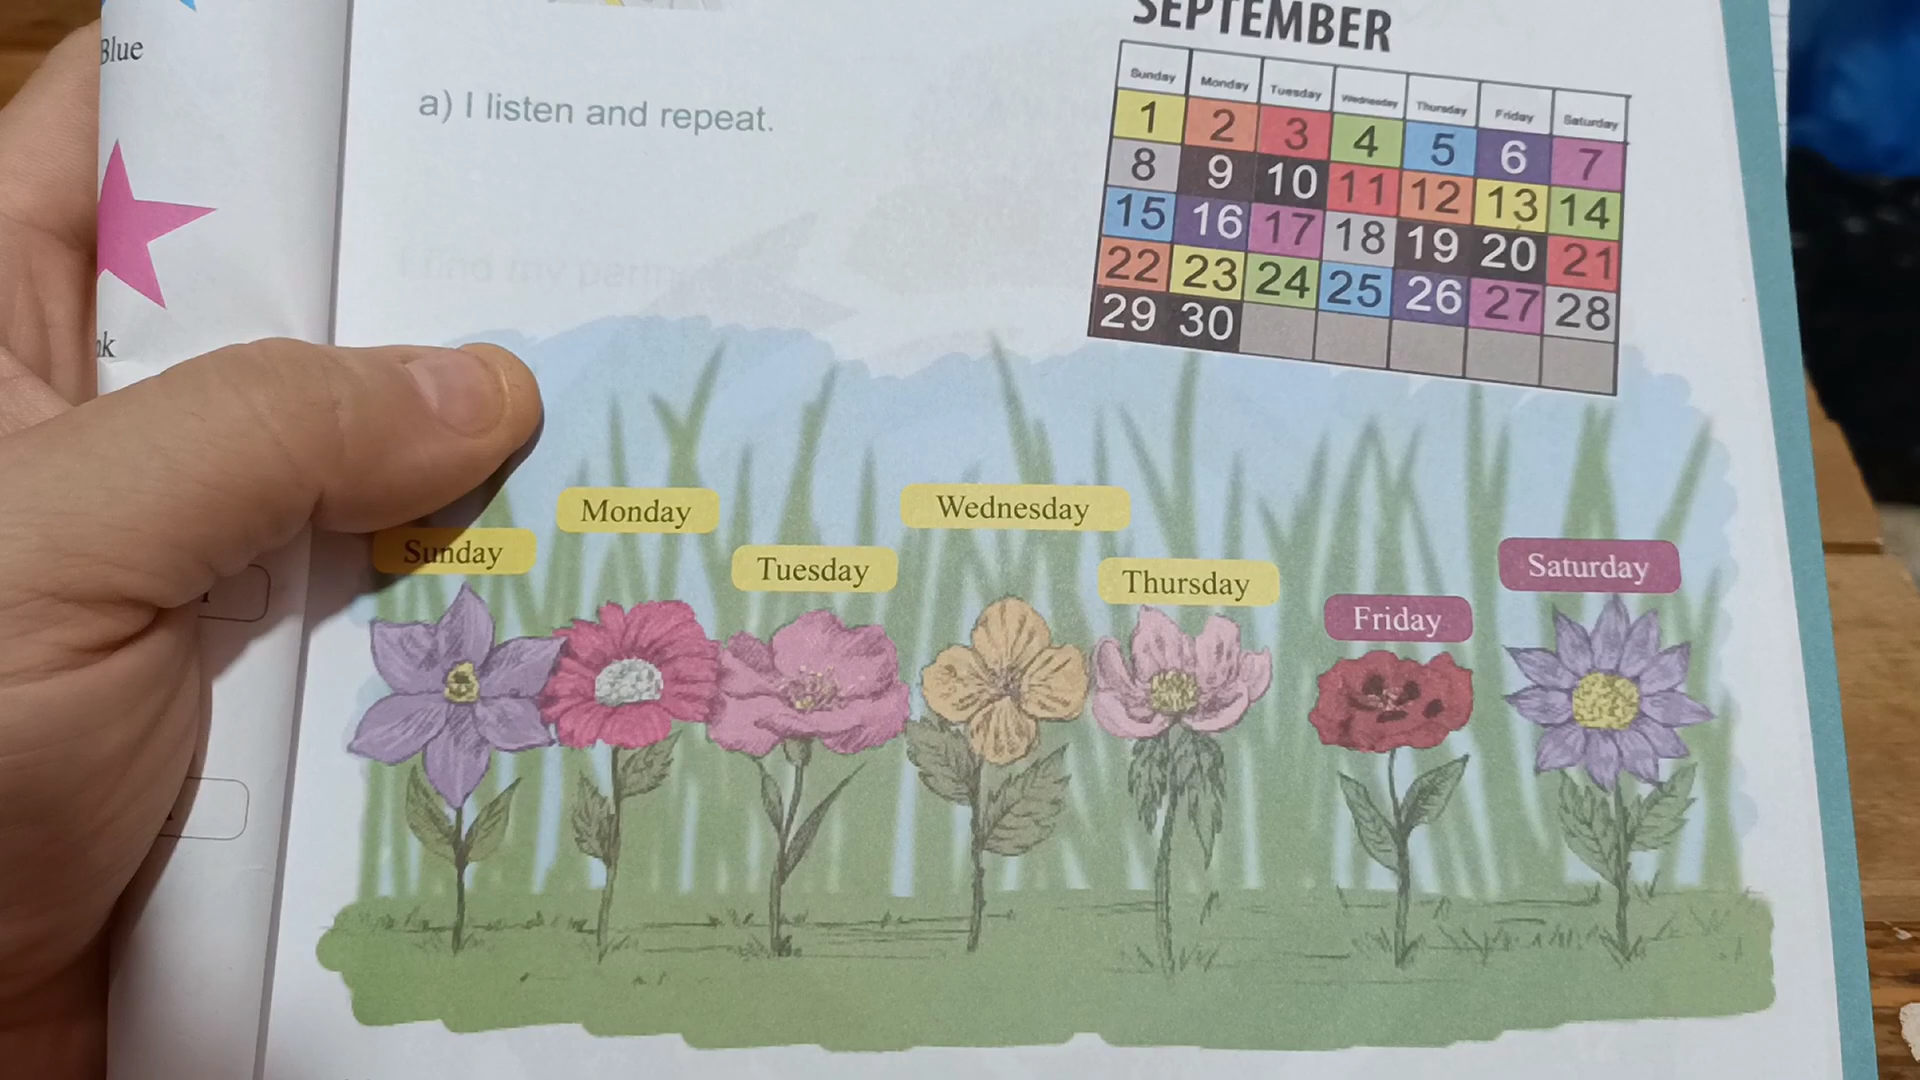 Blue
SEPTEMBER
a) I listen and repeat.
Sunday Monday Tuesday Wednesday Thursday Friday Saturday
1 2 3 4 5 6 7
8 9 10 11 12 13 14
15 16 17 18 19 20 21
22 23 24 25 26 27 28
29 30
Sunday
Monday
Tuesday
Wednesday
Thursday
Friday
Saturday